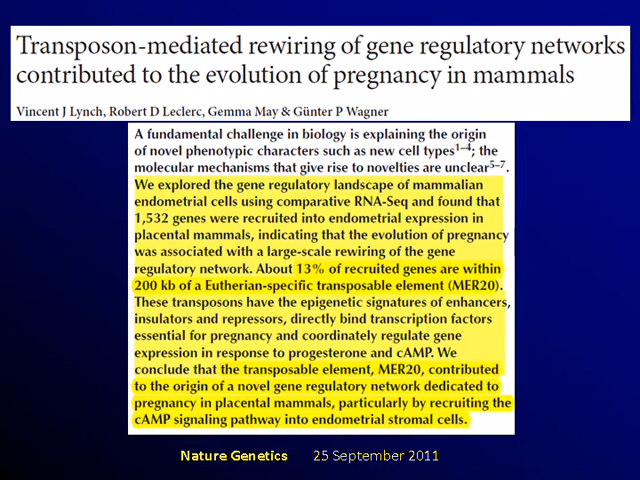 Transposon-mediated rewiring of gene regulatory networks
contributed to the evolution of pregnancy in mammals
Vincent J Lynch, Robert D Leclerc, Gemma May & Günter P Wagner
A fundamental challenge in biology is explaining the origin
of novel phenotypic characters such as new cell types1–4; the
molecular mechanisms that give rise to novelties are unclear5–7.
We explored the gene regulatory landscape of mammalian
endometrial cells using comparative RNA-Seq and found that
1,532 genes were recruited into endometrial expression in
placental mammals, indicating that the evolution of pregnancy
was associated with a large-scale rewiring of the gene
regulatory network. About 13% of recruited genes are within
200 kb of a Eutherian-specific transposable element (MER20).
These transposons have the epigenetic signatures of enhancers,
insulators and repressors, directly bind transcription factors
essential for pregnancy and coordinately regulate gene
expression in response to progesterone and cAMP. We
conclude that the transposable element, MER20, contributed
to the origin of a novel gene regulatory network dedicated to
pregnancy in placental mammals, particularly by recruiting the
cAMP signaling pathway into endometrial stromal cells.
Nature Genetics 25 September 2011